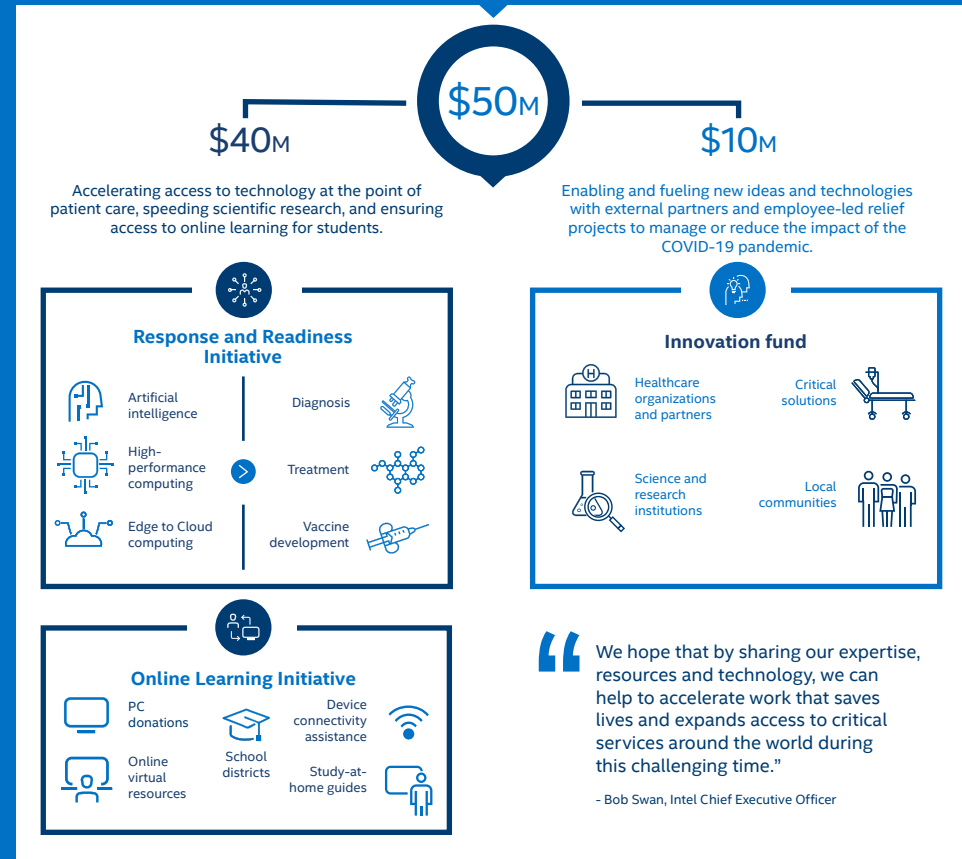 $50M
$40M
Accelerating access to technology at the point of
patient care, speeding scientific research, and ensuring
access to online learning for students.
$10M
Enabling and fueling new ideas and technologies
with external partners and employee-led relief
projects to manage or reduce the impact of the
COVID-19 pandemic.
Response and Readiness
Initiative
Artificial
intelligence
High-
performance
computing
Edge to Cloud
computing
Diagnosis
Treatment
Vaccine
development
Innovation fund
H
Healthcare
organizations
and partners
Critical
solutions
Science and
research
institutions
Local
communities
Online Learning Initiative
PC
donations
Online
virtual
resources
School
districts
Device
connectivity
assistance
Study-at-
home guides
“
We hope that by sharing our expertise,
resources and technology, we can
help to accelerate work that saves
lives and expands access to critical
services around the world during
this challenging time.”
- Bob Swan, Intel Chief Executive Officer